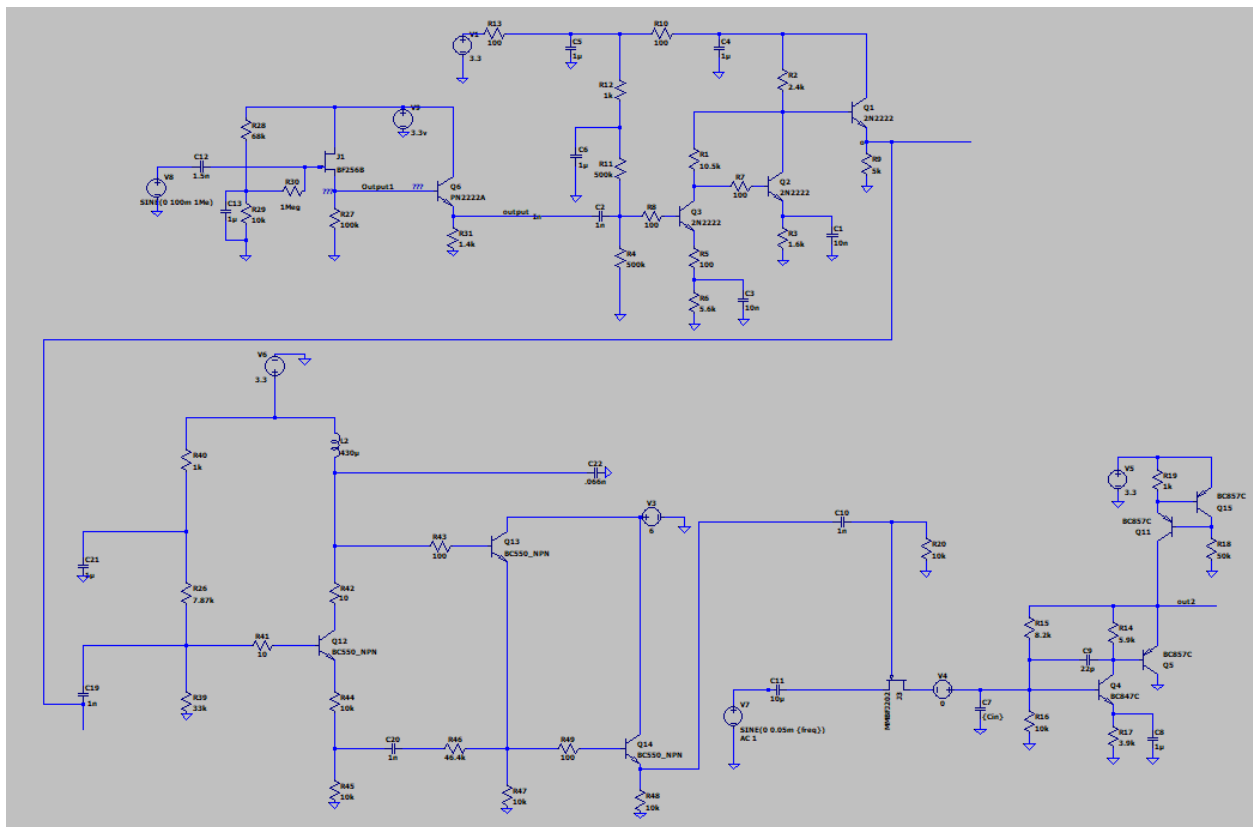 R13
100
V1
3.3
C5
1µ
R10
100
C4
1µ
R12
1k
R2
2.4k
Q1
2N2222
R28
68k
V9
3.3v
C12
1.5n
J1
BF256B
C6
1µ
R11
500k
R1
10.5k
R7
100
Q2
2N2222
R9
5k
V8
SINE(0 100m 1Me)
R30
1Meg
C13
1µ
R29
10k
???
Output1
???
Q6
PN2222A
R27
100k
output
1n
C2
1n
R8
100
Q3
2N2222
R31
1.4k
R4
500k
R5
100
R3
1.6k
C1
10n
R6
5.6k
C3
10n
V6
3.3
L2
430µ
R40
1k
C22
.066n
V3
6
C21
1µ
R43
100
Q13
BC550_NPN
C10
1n
R20
10k
V5
3.3
R19
1k
BC857C
Q15
BC857C
Q11
R18
50k
R26
7.87k
R42
10
R41
10
Q12
BC550_NPN
out2
R15
8.2k
R14
5.9k
C9
22p
BC857C
Q5
C19
1n
R39
33k
R44
10k
C11
10µ
V7
SINE(0 0.05m {freq})
AC 1
MMBF2202
J3
V4
0
C7
{Cin}
Q4
BC847C
R16
10k
R17
3.9k
C8
1µ
C20
1n
R46
46.4k
R49
100
Q14
BC550_NPN
R45
10k
R47
10k
R48
10k